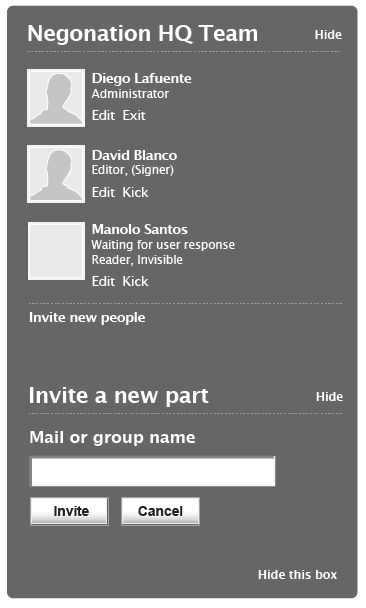 Negonation HQ Team Hide
Diego Lafuente
Administrator
Edit Exit
David Blanco
Editor, (Signer)
Edit Kick
Manolo Santos
Waiting for user response
Reader, Invisible
Edit Kick
Invite new people
Invite a new part Hide
Mail or group name
Invite Cancel
Hide this box